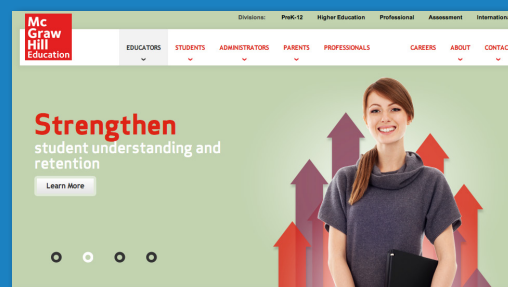 Mc
Graw
Hill
Education
Divisions: PreK-12 Higher Education Professional Assessment
EDUCATORS STUDENTS ADMINISTRATORS PARENTS PROFESSIONALS CAREERS ABOUT
Strengthen
student understanding and
retention
Learn More